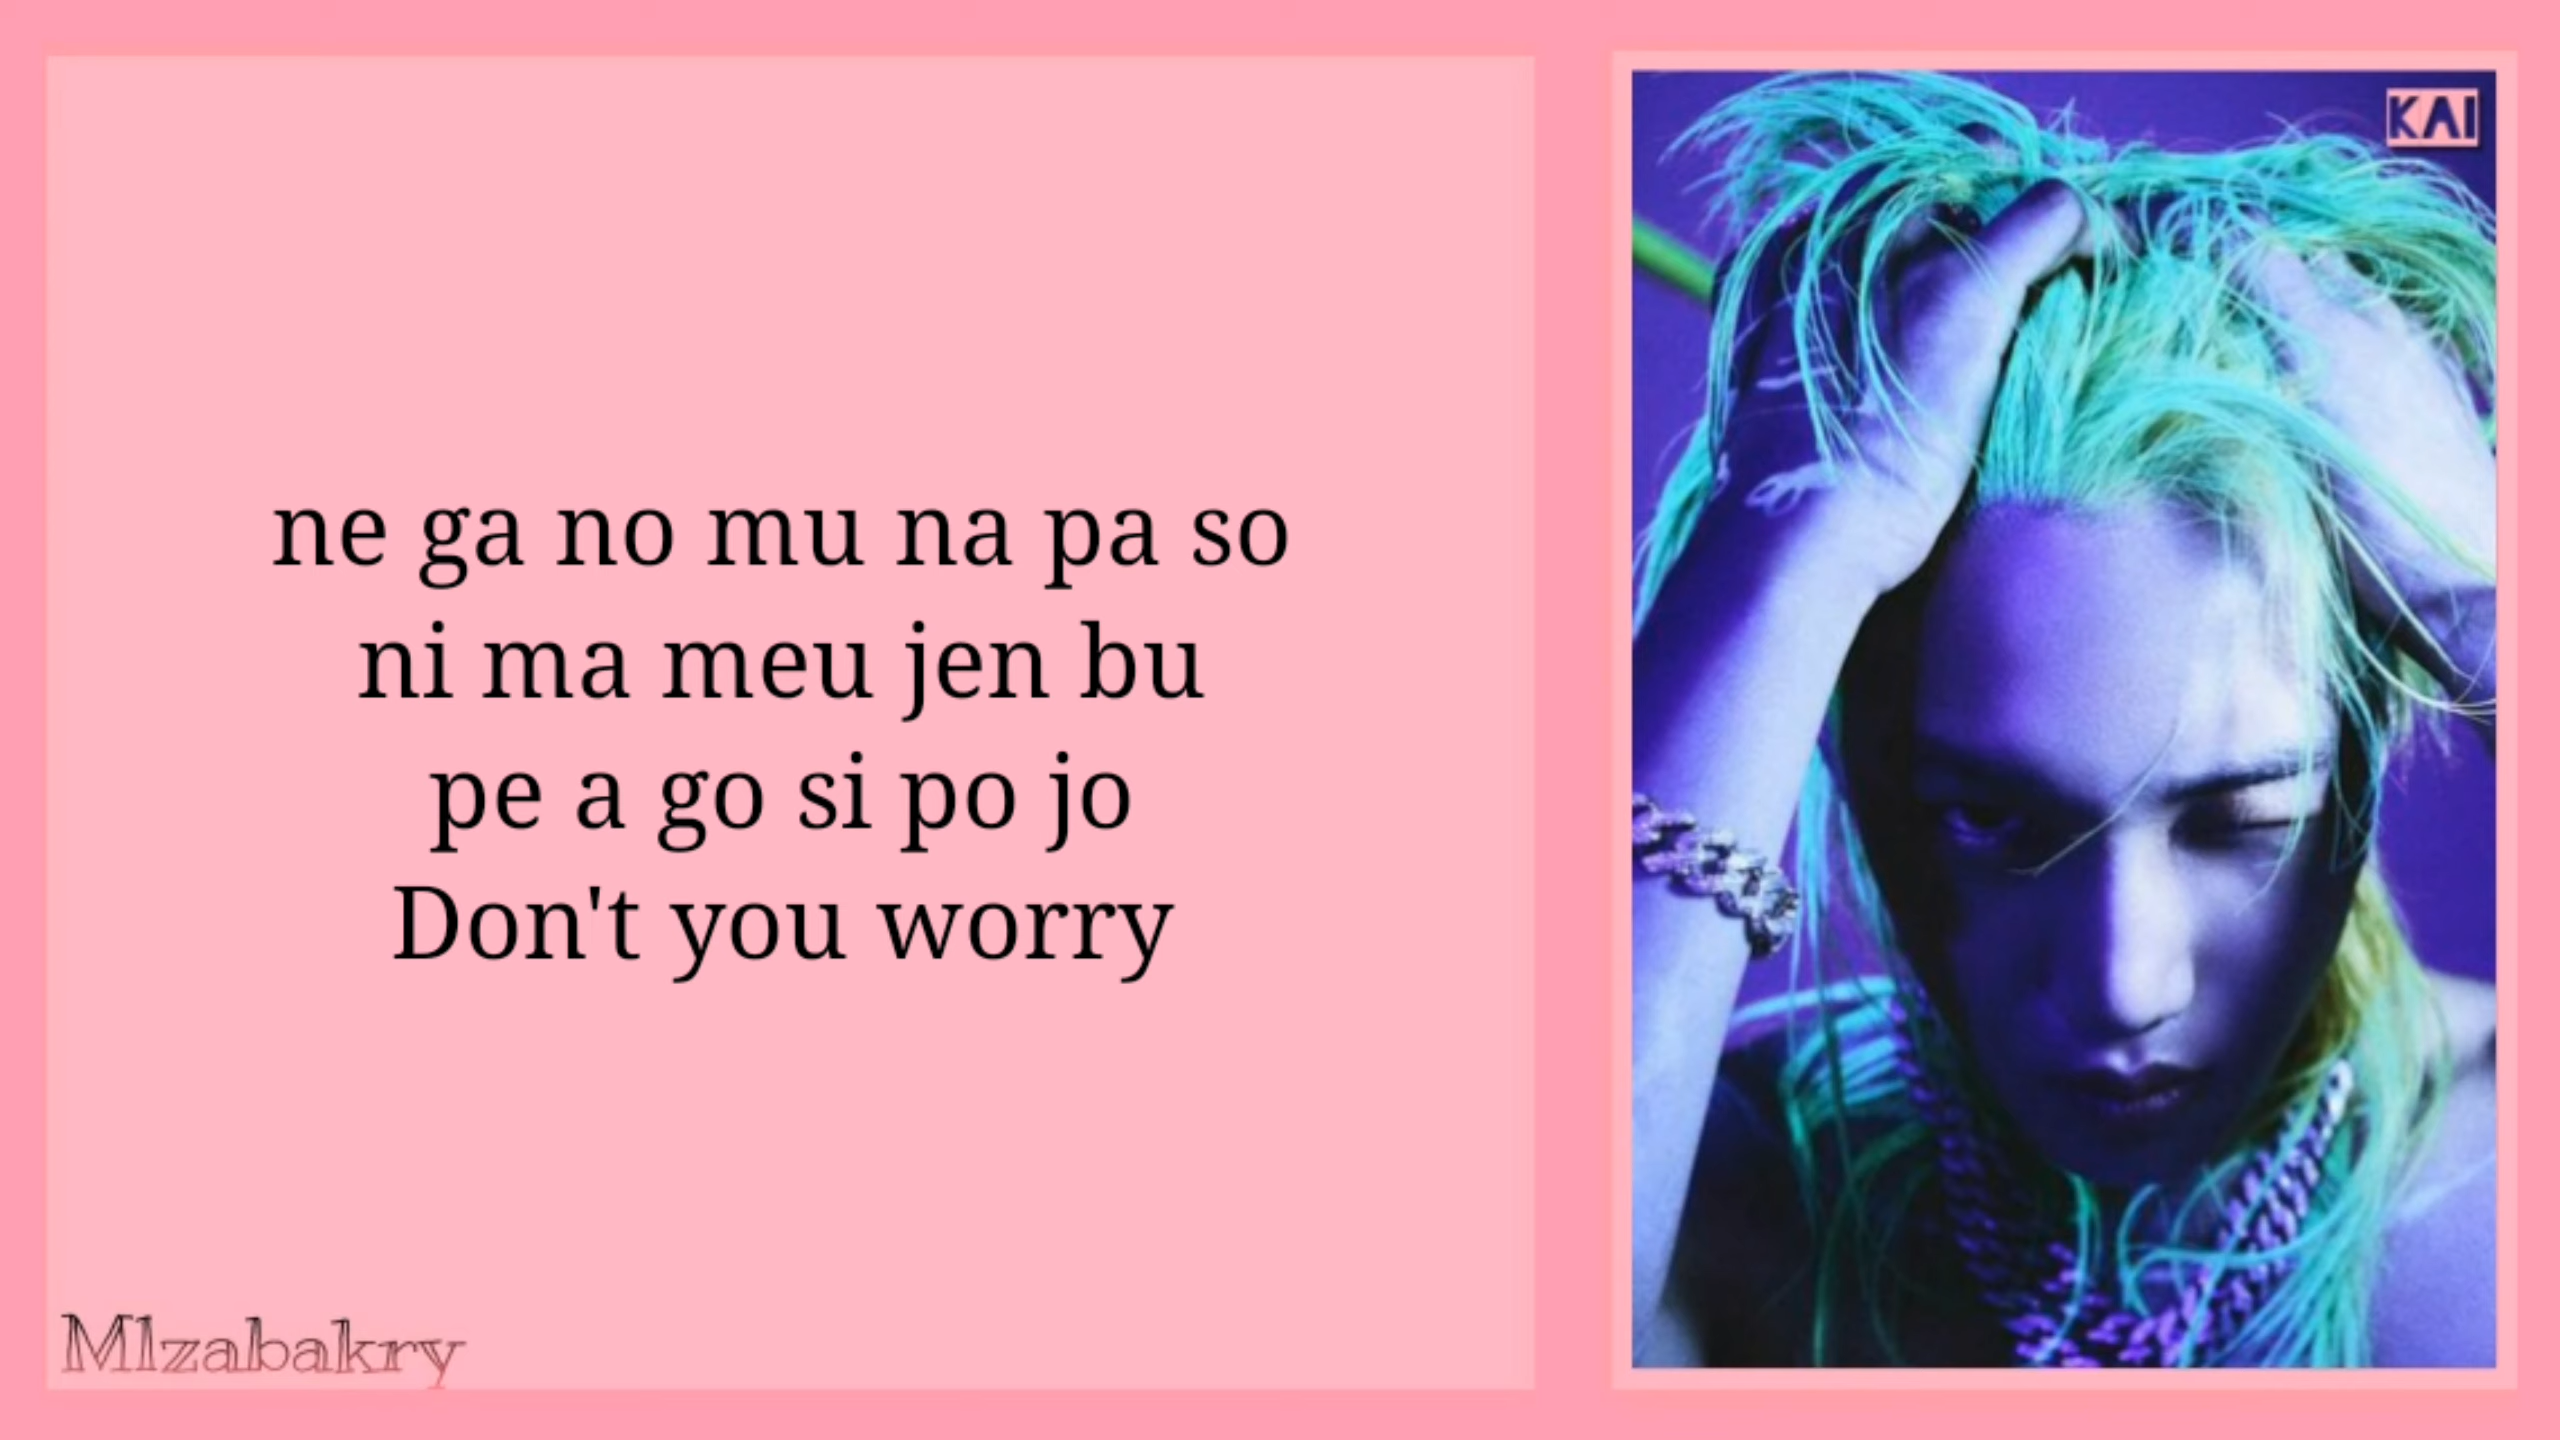 ne ga no mu na pa so
ni ma meu jen bu
pe a go si po jo
Don't you worry
Mlzabakry
KAI